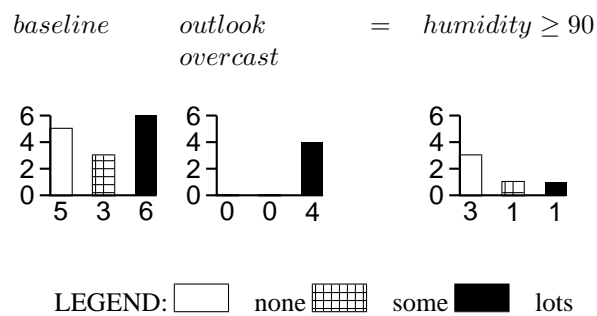 baseline outlook = humidity ≥ 90
overcast
6 6 6
4 4 4
2 2 2
0 0 0
5 3 6 0 0 4 3 1 1
LEGEND: none some lots